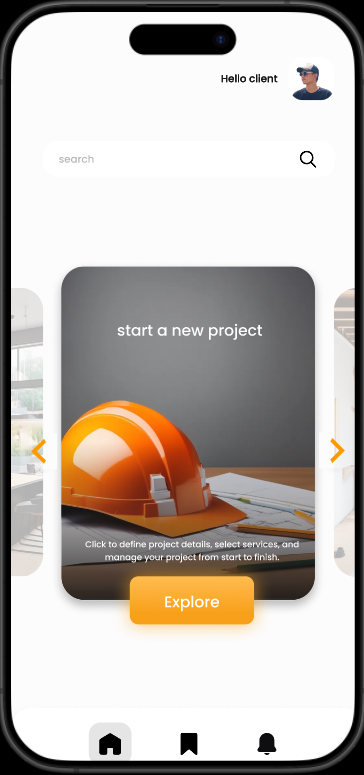 Hello client
search
start a new project
Click to define project details, select services, and
manage your project from start to finish.
Explore